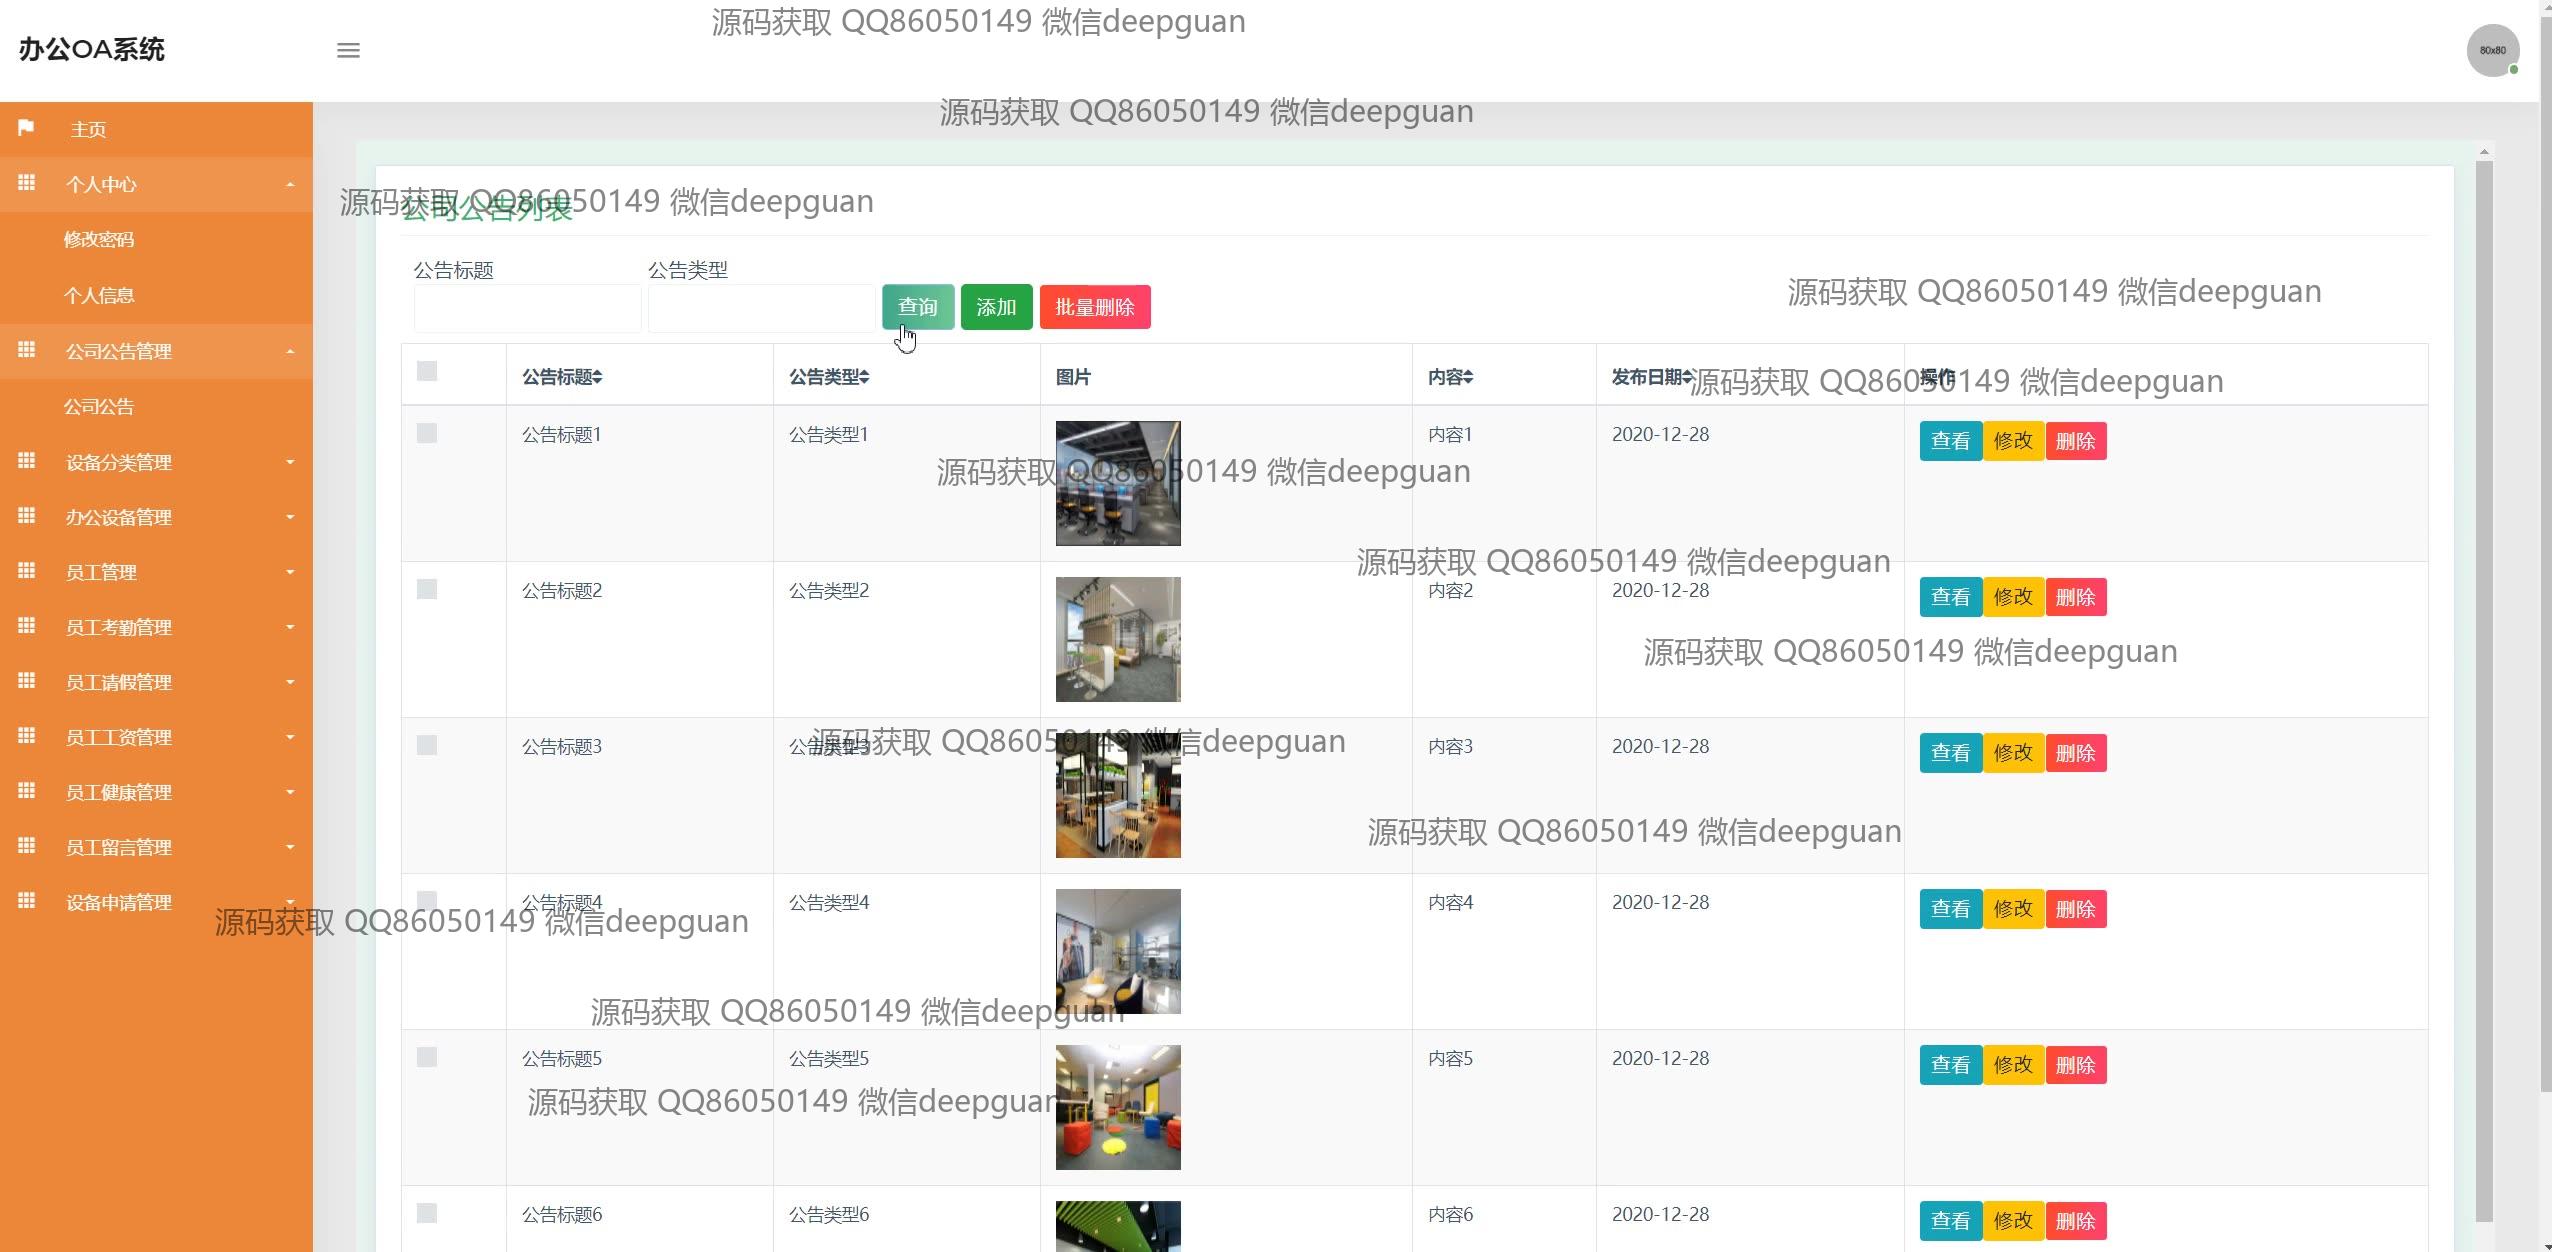 源码获取 QQ86050149 微信deepguan
办公OA系统
80x80
源码获取 QQ86050149 微信deepguan
主页
个人中心
源码获取 QQ86050149 微信deepguan
公司公告列表
修改密码
公告标题 公告类型
个人信息
查询 添加 批量删除
源码获取 QQ86050149 微信deepguan
公司公告管理
公告标题 公告类型 图片 内容 发布日期 操作
源码获取 QQ86050149 微信deepguan
公司公告
公告标题1 公告类型1 内容1 2020-12-28 查看 修改 删除
设备分类管理
源码获取 QQ86050149 微信deepguan
办公设备管理
源码获取 QQ86050149 微信deepguan
员工管理
公告标题2 公告类型2 内容2 2020-12-28 查看 修改 删除
员工考勤管理
源码获取 QQ86050149 微信deepguan
员工请假管理
员工工资管理
公告标题3 公告类型3 内容3 2020-12-28 查看 修改 删除
源码获取 QQ86050149 微信deepguan
员工健康管理
源码获取 QQ86050149 微信deepguan
员工留言管理
设备申请管理
公告标题4 公告类型4 内容4 2020-12-28 查看 修改 删除
源码获取 QQ86050149 微信deepguan
源码获取 QQ86050149 微信deepguan
公告标题5 公告类型5 内容5 2020-12-28 查看 修改 删除
源码获取 QQ86050149 微信deepguan
公告标题6 公告类型6 内容6 2020-12-28 查看 修改 删除